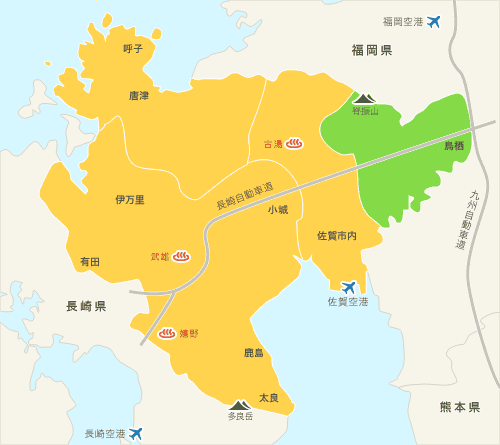 福岡空港
呼子
福岡県
唐津
脊振山
古湯
鳥栖
長崎自動車道
伊万里
小城
九州自動車道
佐賀市内
武雄
有田
佐賀空港
長崎県
嬉野
鹿島
太良
多良岳
熊本県
長崎空港